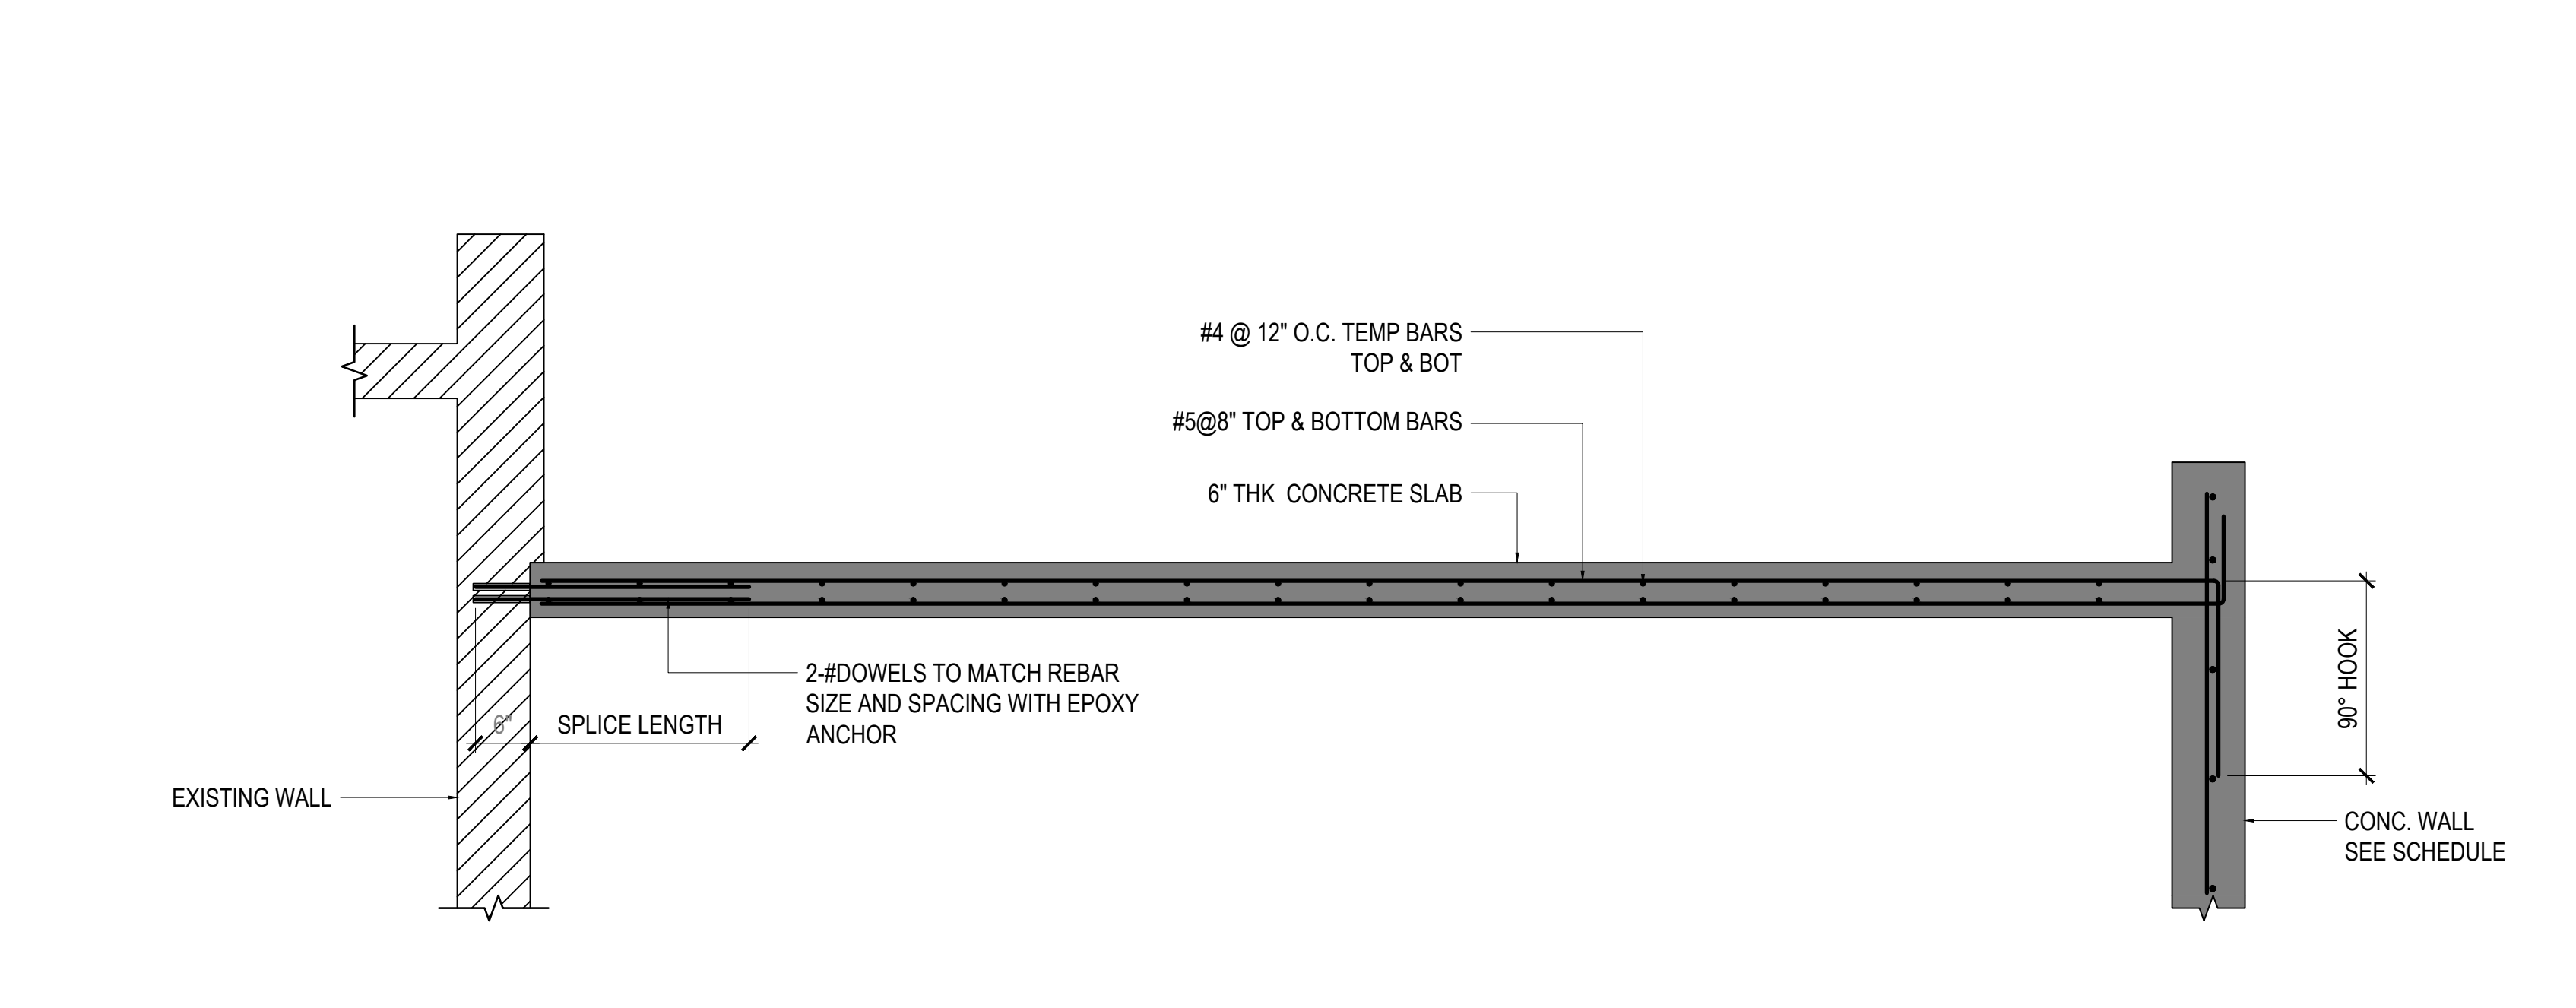 #4 @ 12" O.C. TEMP BARS
TOP & BOT
#5@8" TOP & BOTTOM BARS
6" THK CONCRETE SLAB
2-#DOWELS TO MATCH REBAR
SIZE AND SPACING WITH EPOXY
ANCHOR
6"
SPLICE LENGTH
EXISTING WALL
90° HOOK
CONC. WALL
SEE SCHEDULE